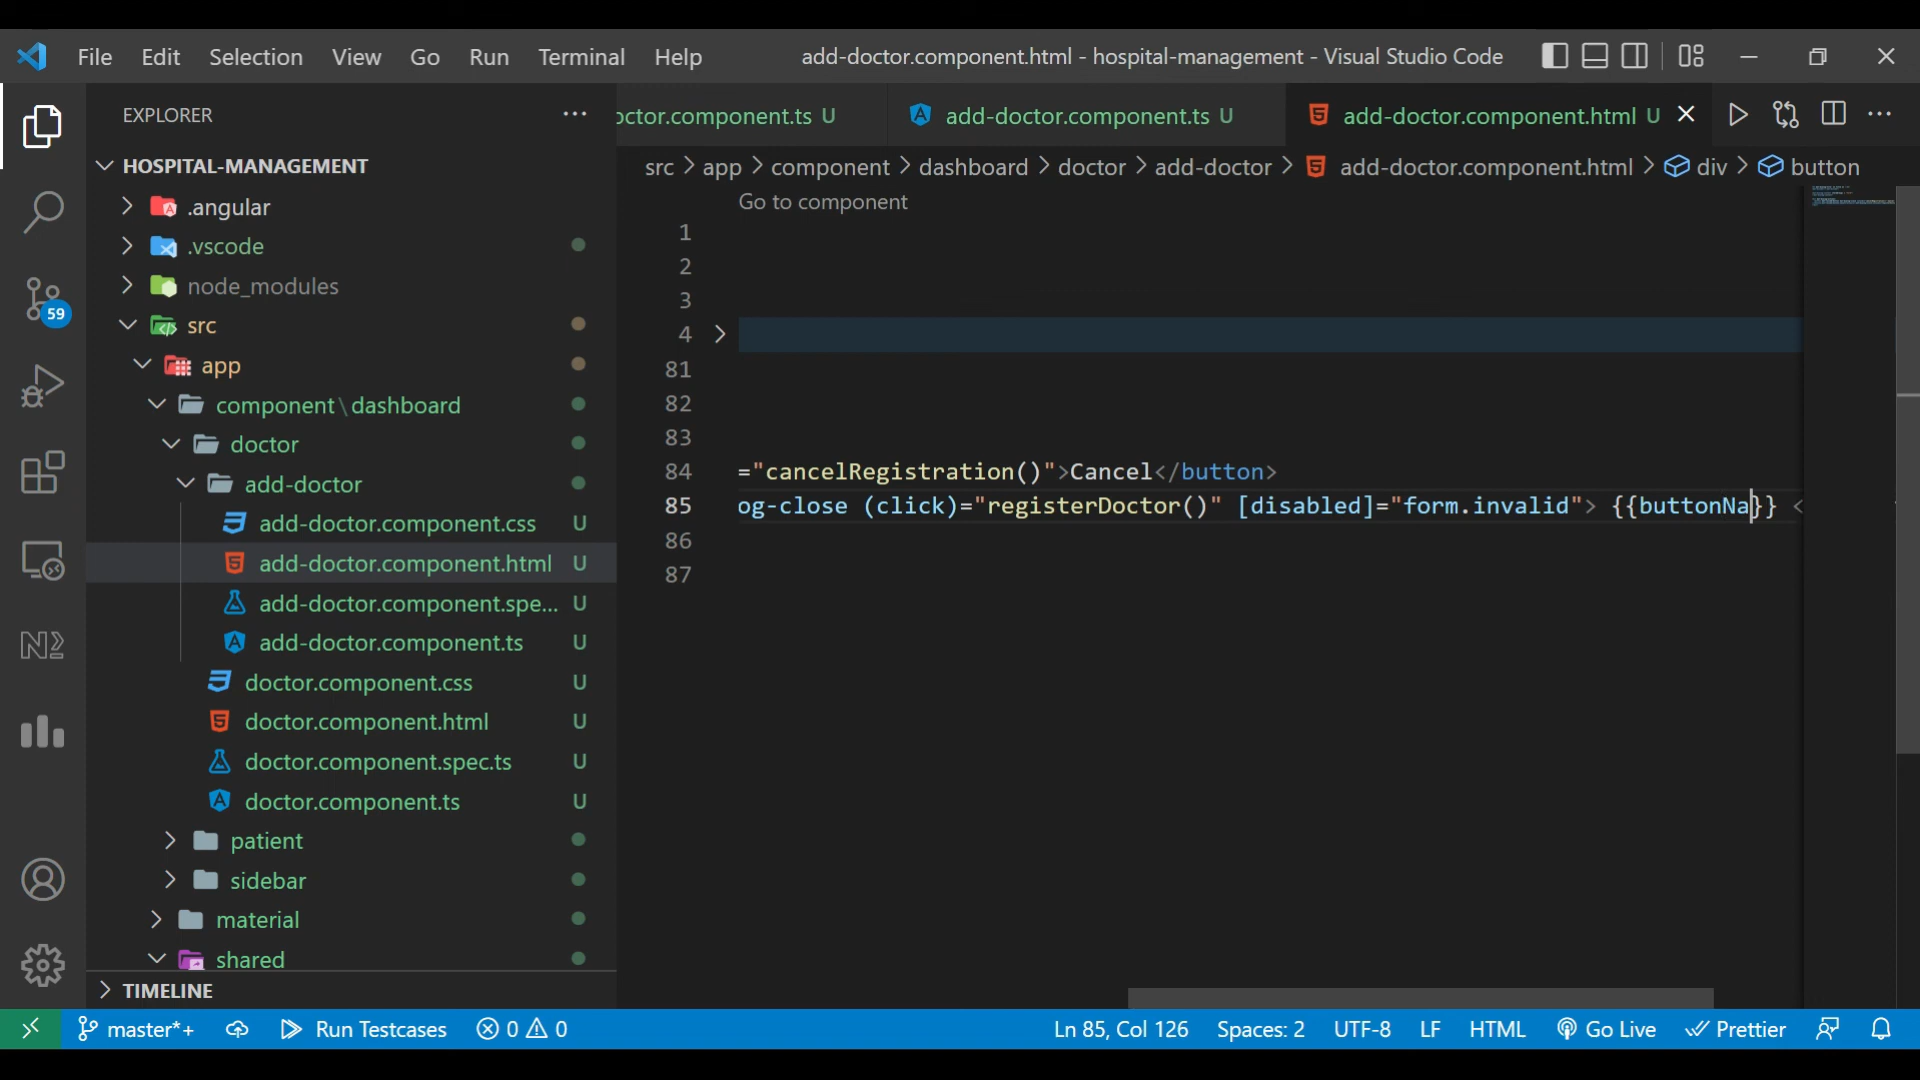 File Edit Selection View Go Run Terminal Help add-doctor.component.html - hospital-management - Visual Studio Code
EXPLORER
octor.component.ts U add-doctor.component.ts U add-doctor.component.html U
HOSPITAL-MANAGEMENT
src app component dashboard doctor add-doctor add-doctor.component.html div button
Go to component
.angular
.vscode
node_modules
src
app
component\dashboard
doctor
add-doctor
add-doctor.component.css U
add-doctor.component.html U
add-doctor.component.spe... U
add-doctor.component.ts U
doctor.component.css U
doctor.component.html U
doctor.component.spec.ts U
doctor.component.ts U
patient
sidebar
material
shared
TIMELINE
59
1
2
3
4
81
82
83
84 ="cancelRegistration()">Cancel</button>
85 og-close (click)="registerDoctor()" [disabled]="form.invalid"> {{buttonNa}} <
86
87
master*+ Run Testcases 0 0 Ln 85, Col 126 Spaces: 2 UTF-8 LF HTML Go Live Prettier